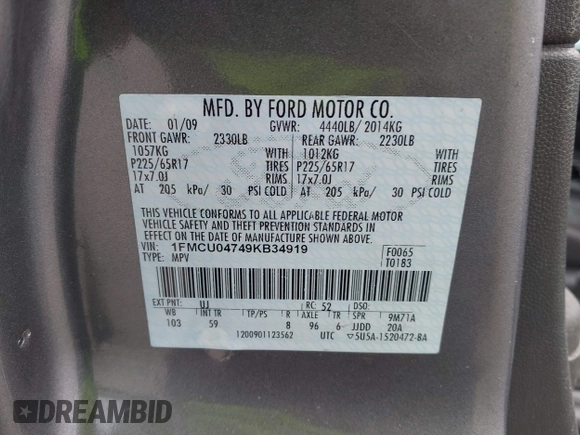 MFD. BY FORD MOTOR CO.
DATE: 01/09 GVWR: 4440LB/ 2014KG
FRONT GAWR: 2330LB REAR GAWR: 2230LB
1057KG WITH 1012KG WITH
P225/65R17 TIRES P225/65R17 TIRES
17x7.0J RIMS 17x7.0J RIMS
AT 205 kPa/ 30 PSI COLD AT 205 kPa/ 30 PSI COLD
THIS VEHICLE CONFORMS TO ALL APPLICABLE FEDERAL MOTOR
VEHICLE SAFETY AND THEFT PREVENTION STANDARDS IN
EFFECT ON THE DATE OF MANUFACTURE SHOWN ABOVE.
VIN: 1FMCU04749KB34919 F0065
TYPE: MPV T0183
EXT PNT: UJ RC: 52 DSO:
WB INT TR TP/PS R AXLE TR SPR 9M71A
103 59 8 96 6 JJDD 20A
1200901123562 UTC 5U5A-1520472-BA
DREAMBID